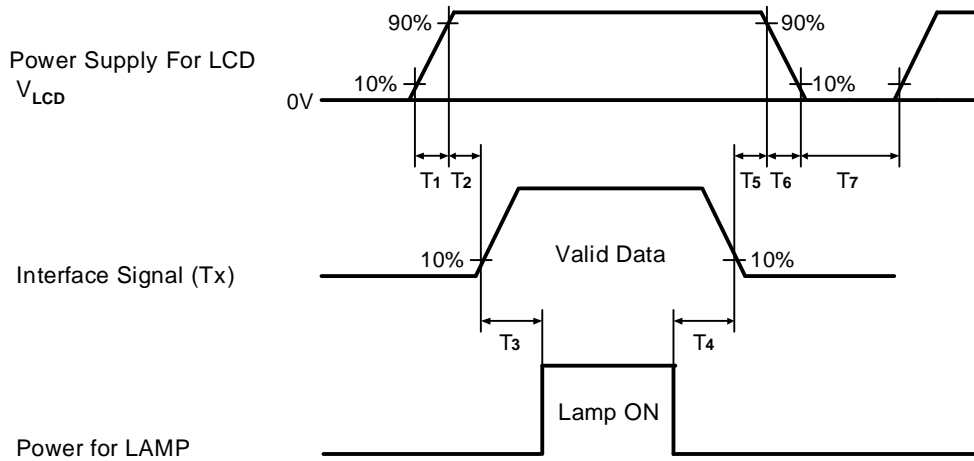 90% 90%
Power Supply For LCD
VLCD
10% 10%
0V
T1 T2 T5 T6 T7
Valid Data
10% 10%
Interface Signal (Tx)
T3 T4
Lamp ON
Power for LAMP